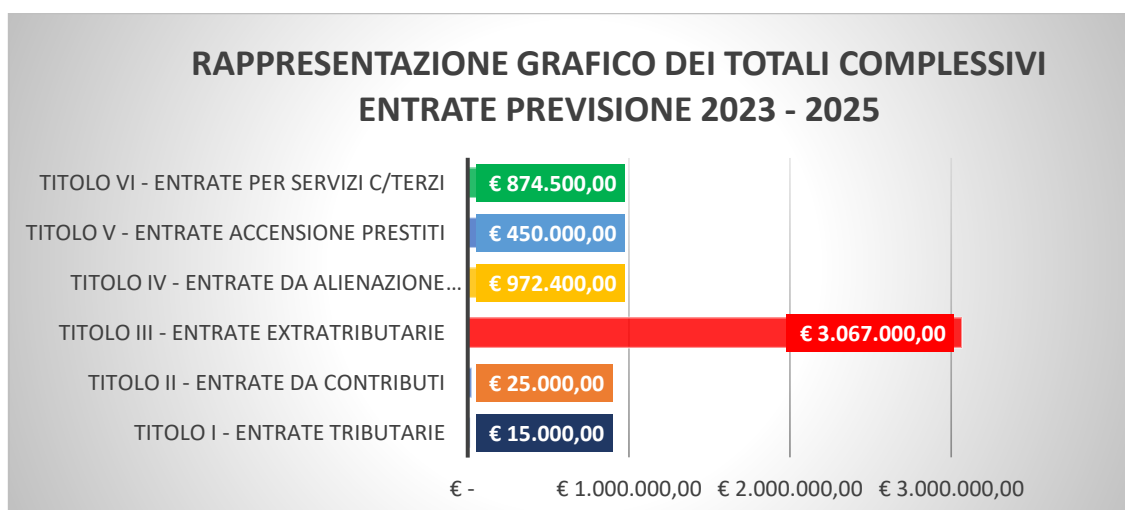 RAPPRESENTAZIONE GRAFICO DEI TOTALI COMPLESSIVI
ENTRATE PREVISIONE 2023 - 2025
TITOLO VI - ENTRATE PER SERVIZI C/TERZI € 874.500,00
TITOLO V - ENTRATE ACCENSIONE PRESTITI € 450.000,00
TITOLO IV - ENTRATE DA ALIENAZIONE… € 972.400,00
TITOLO III - ENTRATE EXTRATRIBUTARIE € 3.067.000,00
TITOLO II - ENTRATE DA CONTRIBUTI € 25.000,00
TITOLO I - ENTRATE TRIBUTARIE € 15.000,00
€ - € 1.000.000,00 € 2.000.000,00 € 3.000.000,00